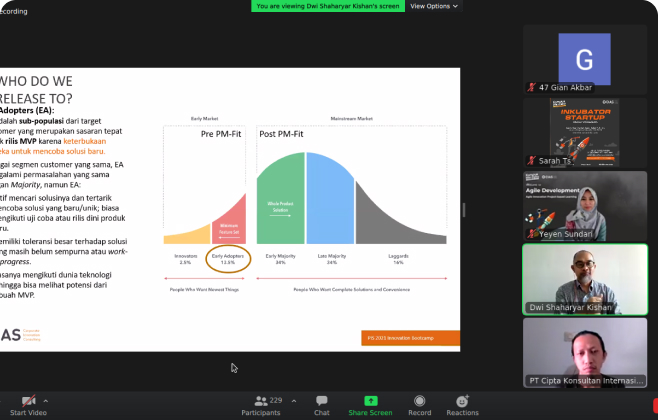 ecording
You are viewing Dwi Shaharyar Kishan's screen
View Options
WHO DO WE
RELEASE TO?
Adopters (EA):
dalah sub-populasi dari target
omer yang merupakan sasaran tepat
k rilis MVP karena keterbukaan
eka untuk mencoba solusi baru.
gai segmen customer yang sama, EA
galami permasalahan yang sama
gan Majority, namun EA:
tif mencari solusinya dan tertarik
encoba solusi yang baru/unik; biasa
engikuti uji coba atau rilis dini produk
ru.
emiliki toleransi besar terhadap solusi
ng masih belum sempurna atau work-
progress.
asanya mengikuti dunia teknologi
hingga bisa melihat potensi dari
buah MVP.
Early Market
Mainstream Market
Pre PM-Fit
Post PM-Fit
Whole Product
Solution
Minimum
Innovators
2.5%
Early Adopters
13.5%
Early Majority
34%
Late Majority
34%
Laggards
16%
People Who Want Newest Things
People Who Want Complete Solutions and Convenience
AS
PIS 2021 Innovation Bootcamp
G
47 Gian Akbar
INKUBATOR
STARTUP
Sarah Ts
Agile Development
Yeyen Sundari
Dwi Shaharyar Kishan
PT Cipta Konsultan Internasi...
Start Video
Participants
229
Chat
Share Screen
Record
Reactions